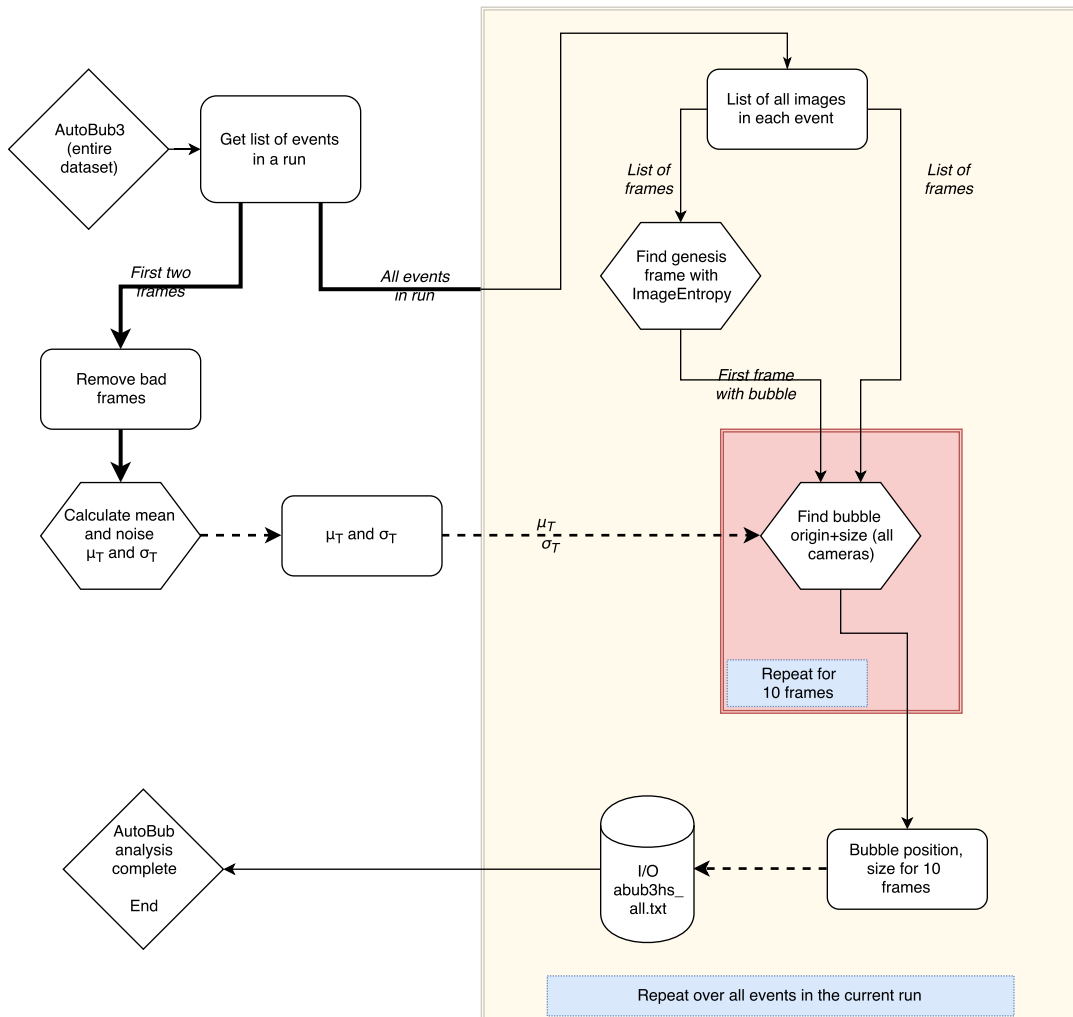 AutoBub3
(entire
dataset)
Get list of events
in a run
List of all images
in each event
List of
frames
List of
frames
Find genesis
frame with
ImageEntropy
First two
frames
All events
in run
Remove bad
frames
First frame
with bubble
Calculate mean
and noise
μT and σT
μT and σT
μT
σT
Find bubble
origin+size (all
cameras)
Repeat for
10 frames
AutoBub
analysis
complete
End
I/O
abub3hs_
all.txt
Bubble position,
size for 10
frames
Repeat over all events in the current run